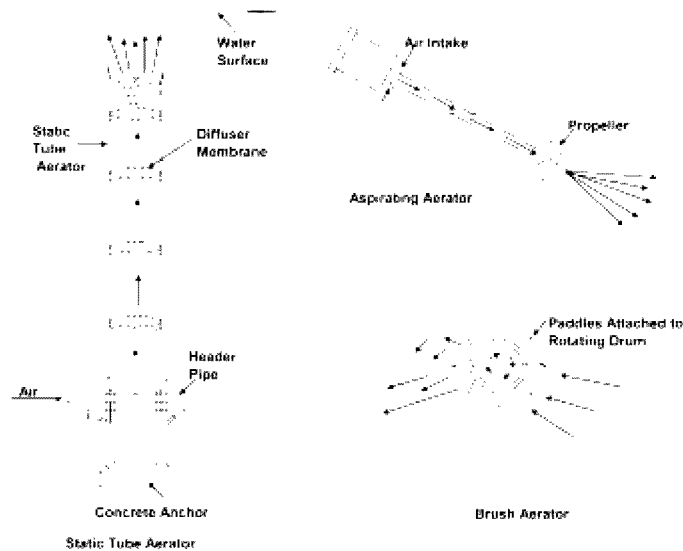 Water
Surface
Air Intake
Static
Tube
Aerator
Diffuser
Membrane
Propeller
Aspirating Aerator
Paddles Attached to
Rotating Drum
Header
Pipe
Air
Concrete Anchor
Brush Aerator
Static Tube Aerator